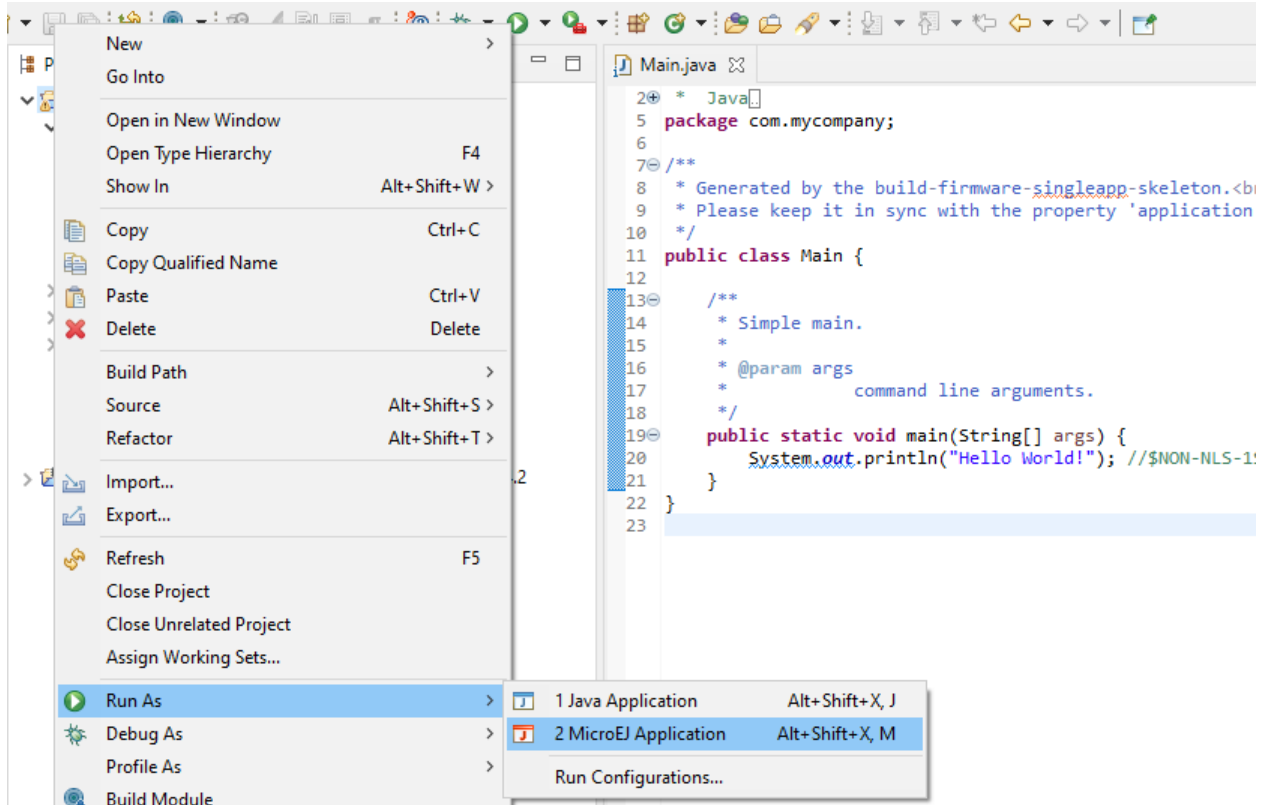 New
Go Into
Open in New Window
Open Type Hierarchy F4
Show In Alt+Shift+W >
Copy Ctrl+C
Copy Qualified Name
Paste Ctrl+V
Delete Delete
Build Path
Source Alt+Shift+S >
Refactor Alt+Shift+T >
Import...
Export...
Refresh F5
Close Project
Close Unrelated Project
Assign Working Sets...
Run As
Debug As
Profile As
Build Module
1 Java Application Alt+Shift+X, J
2 MicroEJ Application Alt+Shift+X, M
Run Configurations...
P
.2
Main.java
2 * Java..
5 package com.mycompany;
6
7 /**
8 * Generated by the build-firmware-singleapp-skeleton.<br
9 * Please keep it in sync with the property 'application
10 */
11 public class Main {
12
13 /**
14 * Simple main.
15 *
16 * @param args
17 * command line arguments.
18 */
19 public static void main(String[] args) {
20 System.out.println("Hello World!"); //$NON-NLS-1$
21 }
22 }
23